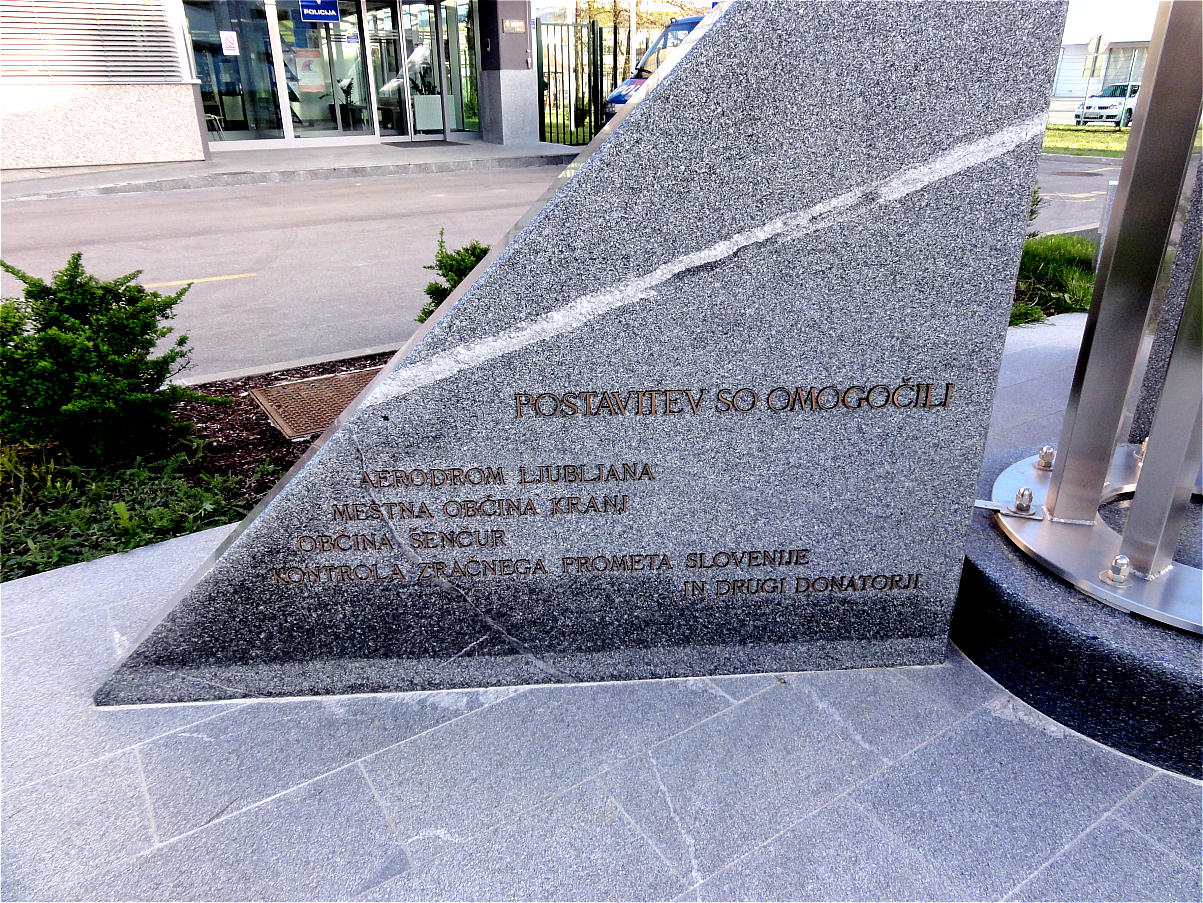 POLICIJA
POSTAVITEV SO OMOGOČILI
AERODROM LJUBLJANA
MESTNA OBČINA KRANJ
OBČINA ŠENČUR
KONTROLA ZRAČNEGA PROMETA SLOVENIJE
IN DRUGI DONATORJI